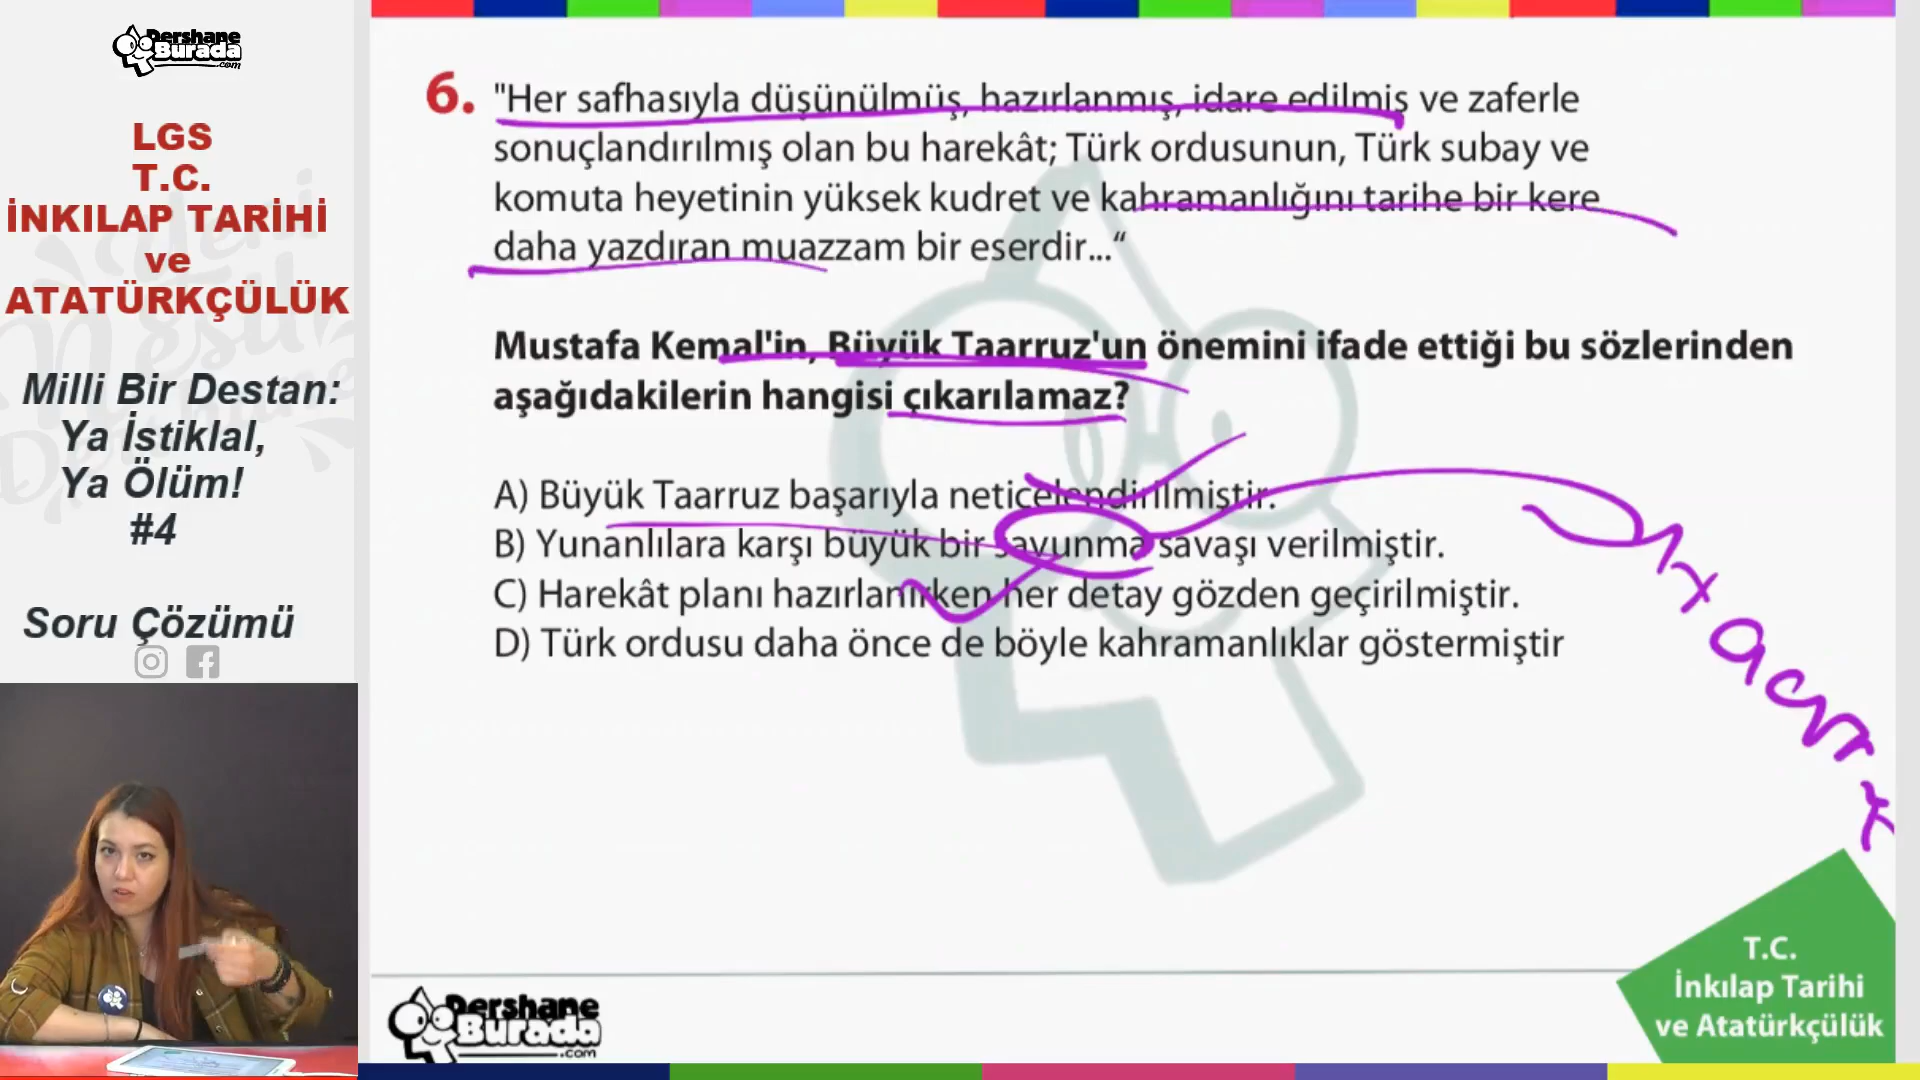 Dershane
Burada
.com
LGS
T.C.
İNKILAP TARİHİ
ve
ATATÜRKÇÜLÜK
Milli Bir Destan:
Ya İstiklal,
Ya Ölüm!
#4
Soru Çözümü
6. "Her safhasıyla düşünülmüş, hazırlanmış, idare edilmiş ve zaferle
sonuçlandırılmış olan bu harekât; Türk ordusunun, Türk subay ve
komuta heyetinin yüksek kudret ve kahramanlığını tarihe bir kere
daha yazdıran muazzam bir eserdir...“
Mustafa Kemal'in, Büyük Taarruz'un önemini ifade ettiği bu sözlerinden
aşağıdakilerin hangisi çıkarılamaz?
A) Büyük Taarruz başarıyla neticelendirilmiştir.
B) Yunanlılara karşı büyük bir savunma savaşı verilmiştir.
C) Harekât planı hazırlanırken her detay gözden geçirilmiştir.
D) Türk ordusu daha önce de böyle kahramanlıklar göstermiştir
Dershane
Burada
.com
T.C.
İnkılap Tarihi
ve Atatürkçülük